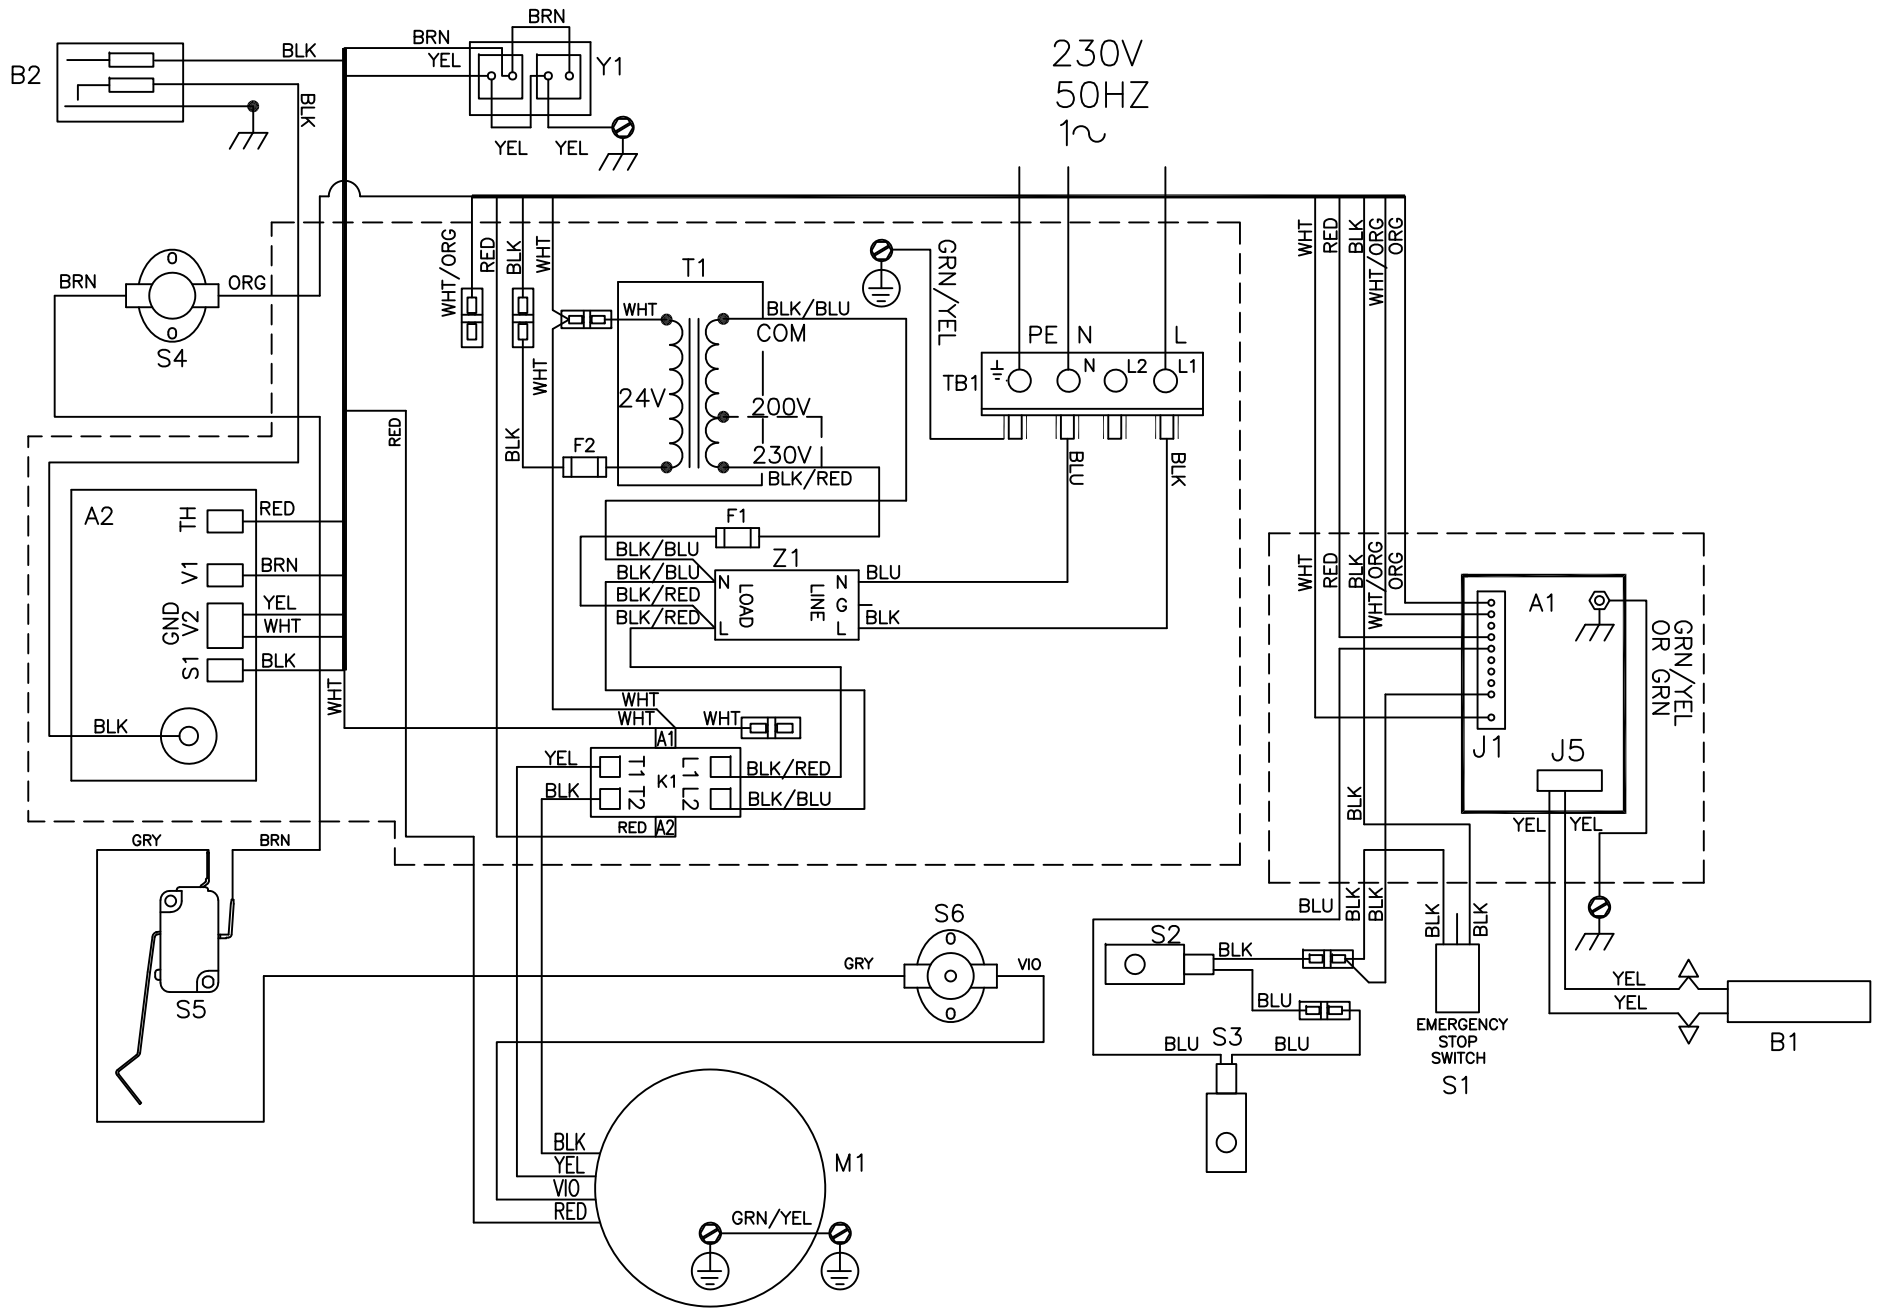 BRN
BRN
BLK
YEL
Y1
B2
BLK
YEL
YEL
230V
50HZ
1~
BRN
ORG
S4
WHT/ORG
RED
BLK
WHT
WHT
RED
BLK
WHT/ORG
ORG
T1
WHT
BLK/BLU
COM
24V
200V
230V
BLK/RED
GRN/YEL
PE
N
L
TB1
N
L2
L1
WHT
BLK
F2
RED
BLU
BLK
A2
TH
RED
V1
BRN
GND
V2
YEL
WHT
S1
BLK
BLK
WHT
F1
BLK/BLU
BLK/BLU
BLK/RED
BLK/RED
Z1
N
LOAD
L
LINE
N
G
L
BLU
BLK
WHT
RED
BLK
WHT/ORG
ORG
A1
GRN/YEL
OR GRN
J1
J5
YEL
YEL
WHT
WHT
WHT
A1
YEL
T1
L1
BLK/RED
K1
BLK
T2
L2
BLK/BLU
RED
A2
GRY
BRN
S5
GRY
S6
VIO
BLK
BLU
BLK
BLK
BLK
BLK
S2
BLK
BLU
S3
BLU
BLU
EMERGENCY
STOP
SWITCH
S1
YEL
YEL
B1
BLK
YEL
VIO
RED
M1
GRN/YEL